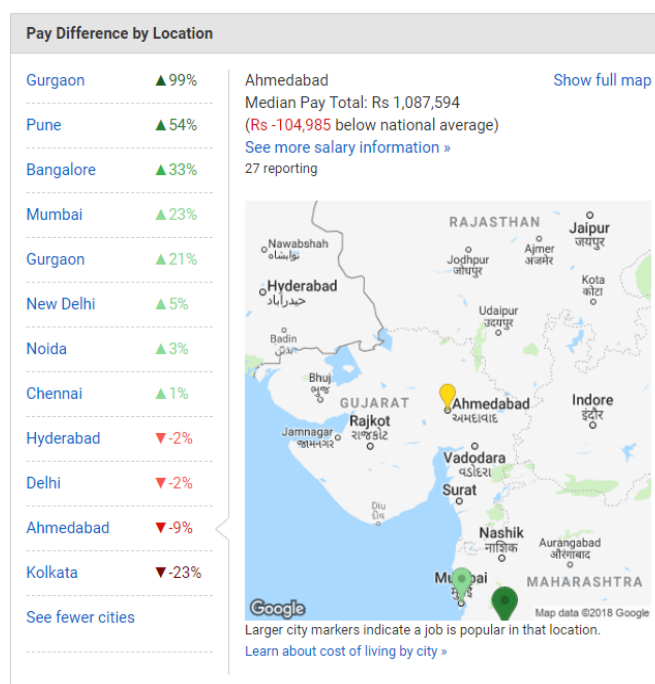 Pay Difference by Location
Gurgaon ▲99%
Pune ▲54%
Bangalore ▲33%
Mumbai ▲23%
Gurgaon ▲21%
New Delhi ▲5%
Noida ▲3%
Chennai ▲1%
Hyderabad ▼-2%
Delhi ▼-2%
Ahmedabad ▼-9%
Kolkata ▼-23%
See fewer cities
Ahmedabad
Show full map
Median Pay Total: Rs 1,087,594
(Rs -104,985 below national average)
See more salary information »
27 reporting
RAJASTHAN
Jaipur
जयपुर
Nawabshah
نوابشاہ
Ajmer
अजमेर
Jodhpur
जोधपुर
Hyderabad
حيدرآباد
Kota
कोटा
Udaipur
उदयपुर
Badin
Bhuj
ભુજ
GUJARAT
Ahmedabad
અમદાવાદ
Indore
इंदौर
Rajkot
રાજકોટ
Jamnagar
જામનગર
Vadodara
વડોદરા
Surat
Diu
દીવ
Nashik
नाशिक
Aurangabad
औरंगाबाद
MAHARASHTRA
Google
Map data ©2018 Google
Larger city markers indicate a job is popular in that location.
Learn about cost of living by city »